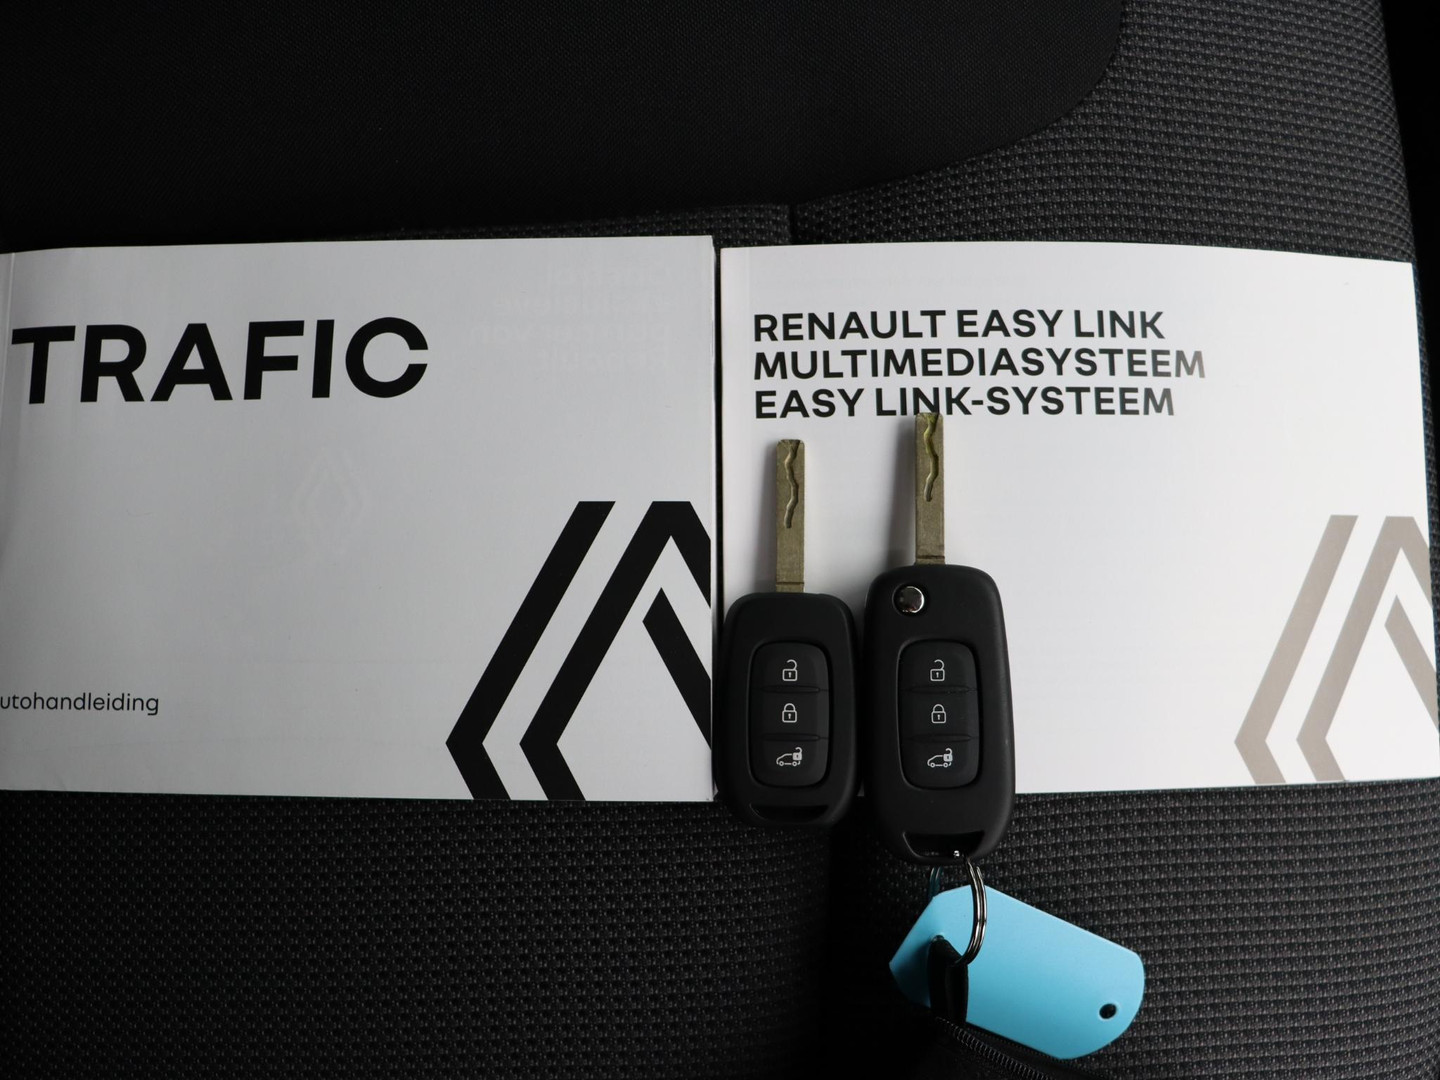 TRAFIC
utohandleiding
RENAULT EASY LINK
MULTIMEDIASYSTEEM
EASY LINK-SYSTEEM